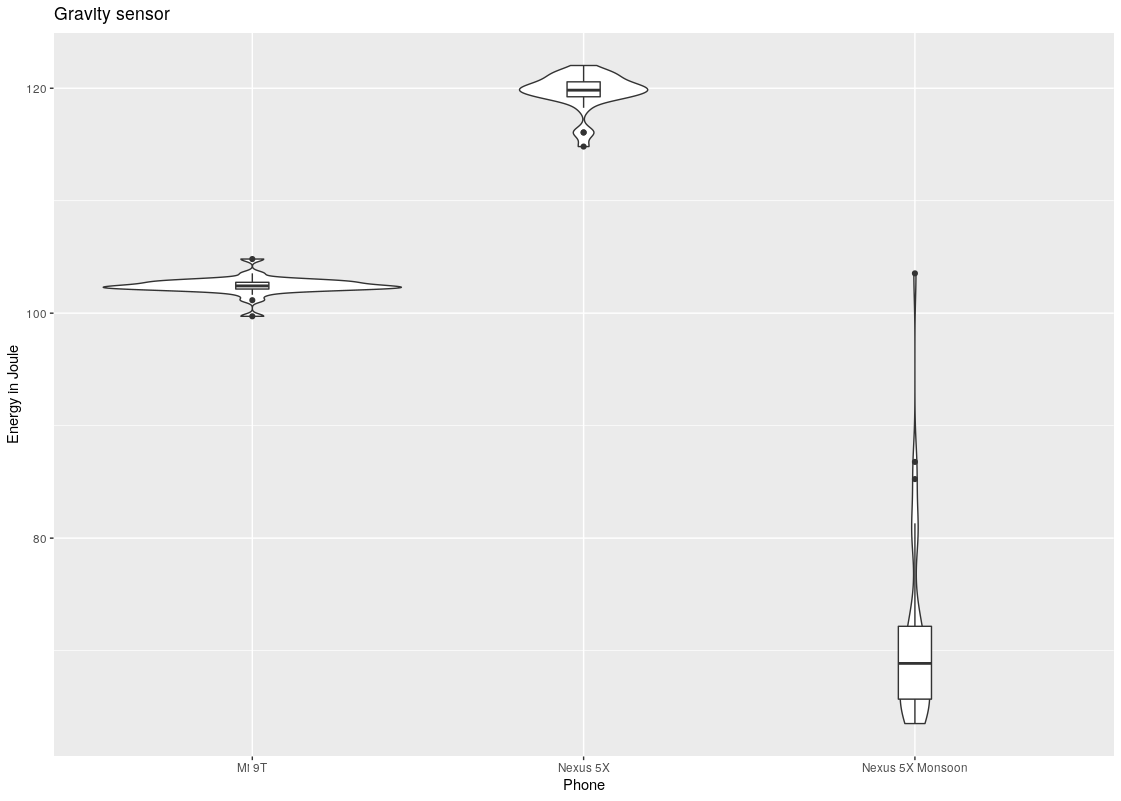 Gravity sensor
Energy in Joule
120
100
80
MI 9T
Nexus 5X
Nexus 5X Monsoon
Phone